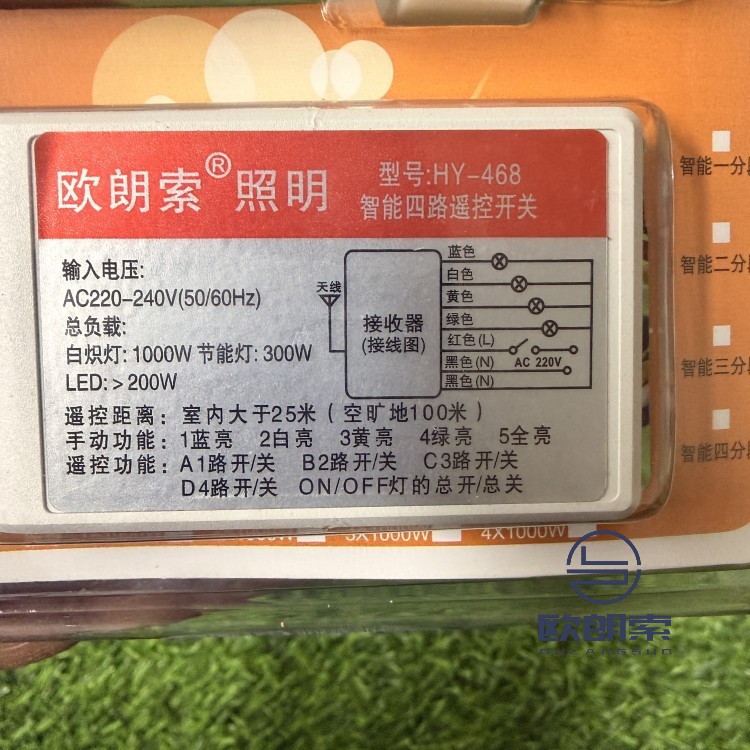 欧朗索® 照明
型号:HY-468
智能四路遥控开关
输入电压:
AC220-240V(50/60Hz)
总负载:
白炽灯: 1000W 节能灯: 300W
LED: >200W
天线
接收器
(接线图)
蓝色
白色
黄色
绿色
红色(L)
黑色(N)
黑色(N)
AC 220V
遥控距离: 室内大于25米(空旷地100米)
手动功能: 1蓝亮 2白亮 3黄亮 4绿亮 5全亮
遥控功能: A1路开/关 B2路开/关 C3路开/关
D4路开/关 ON/OFF灯的总开/总关
智能一分
智能二分
智能三分
智能四分
3X1000W
4X1000W
欧朗索